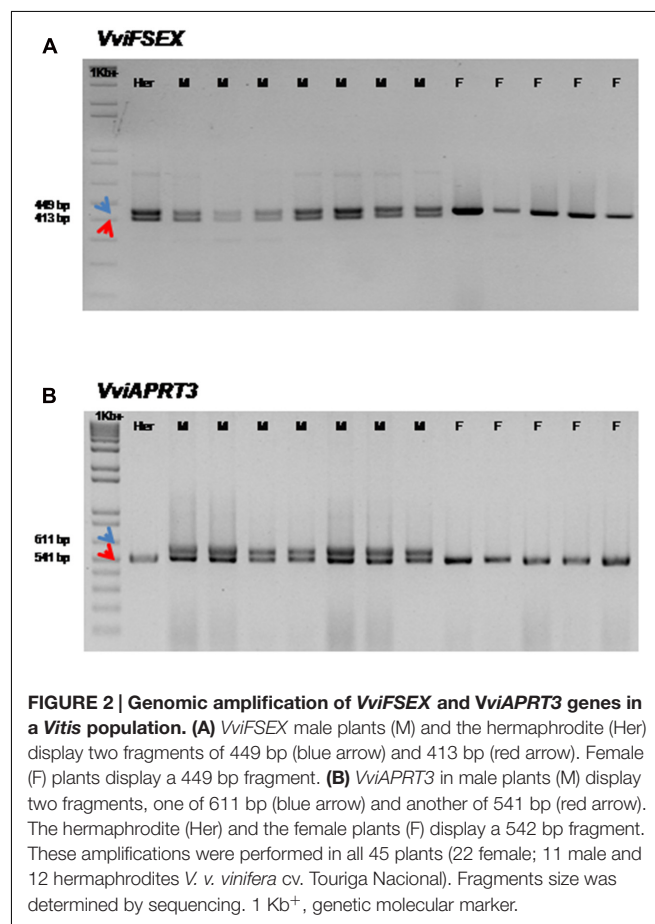 A
VviFSEX
1Kb+ Her M M M M M M M F F F F F
449 bp
413 bp
B
VviAPRT3
1Kb+ Her M M M M M M M F F F F F
611 bp
541 bp
FIGURE 2 | Genomic amplification of VviFSEX and VviAPRT3 genes in
a Vitis population. (A) VviFSEX male plants (M) and the hermaphrodite (Her)
display two fragments of 449 bp (blue arrow) and 413 bp (red arrow). Female
(F) plants display a 449 bp fragment. (B) VviAPRT3 in male plants (M) display
two fragments, one of 611 bp (blue arrow) and another of 541 bp (red arrow).
The hermaphrodite (Her) and the female plants (F) display a 542 bp fragment.
These amplifications were performed in all 45 plants (22 female; 11 male and
12 hermaphrodites V. v. vinifera cv. Touriga Nacional). Fragments size was
determined by sequencing. 1 Kb+, genetic molecular marker.